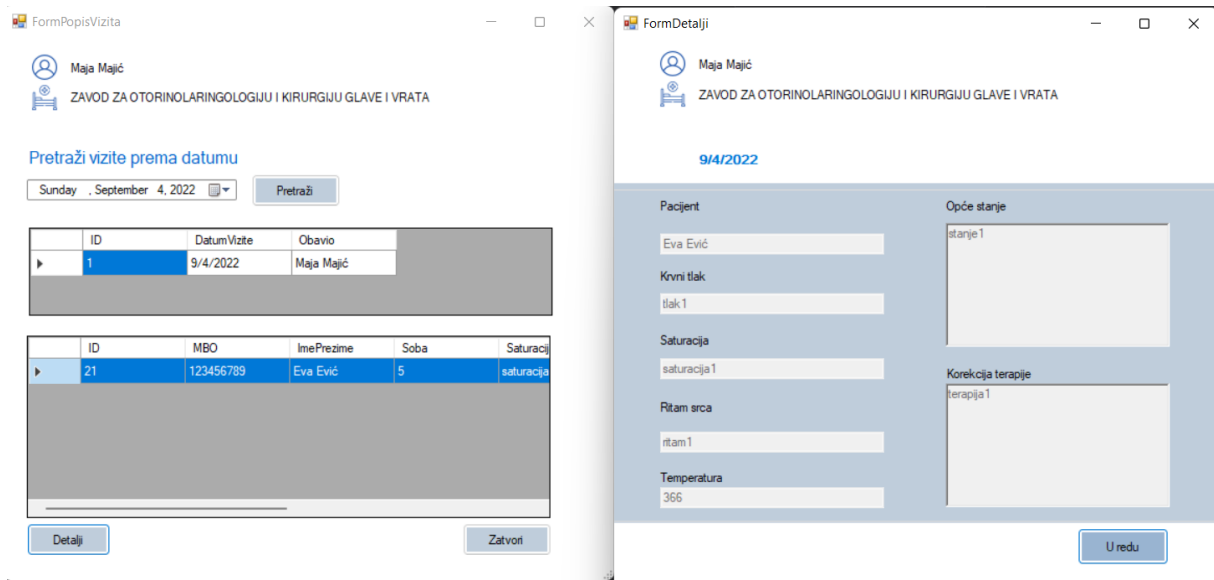 FormPopisVizita
Maja Majić
ZAVOD ZA OTORINOLARINGOLOGIJU I KIRURGIJU GLAVE I VRATA
Pretraži vizite prema datumu
Sunday , September 4, 2022
Pretraži
ID DatumVizite Obavio
1 9/4/2022 Maja Majić
ID MBO ImePrezime Soba Saturacij
21 123456789 Eva Ević 5 saturacija
Detalji
Zatvori
FormDetalji
Maja Majić
ZAVOD ZA OTORINOLARINGOLOGIJU I KIRURGIJU GLAVE I VRATA
9/4/2022
Pacijent
Eva Ević
Krvni tlak
tlak1
Saturacija
saturacija1
Ritam srca
ritam1
Temperatura
366
Opće stanje
stanje1
Korekcija terapije
terapija1
U redu